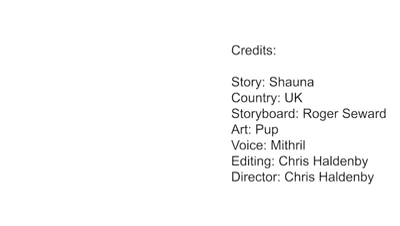 Credits:
Story: Shauna
Country: UK
Storyboard: Roger Seward
Art: Pup
Voice: Mithril
Editing: Chris Haldenby
Director: Chris Haldenby